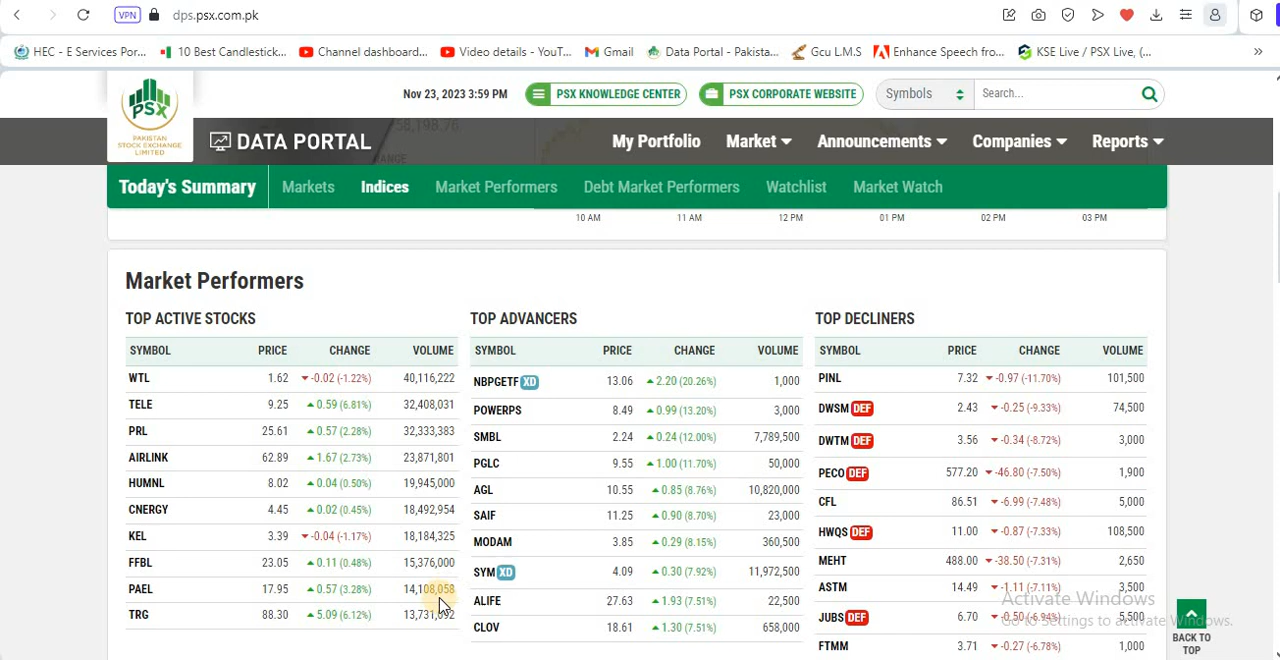 VPN dps.psx.com.pk
HEC - E Services Por... 10 Best Candlestick... Channel dashboard... Video details - YouT... Gmail Data Portal - Pakista... Gcu L.M.S Enhance Speech fro... KSE Live / PSX Live, (... »
PSX
PAKISTAN
STOCK EXCHANGE
LIMITED
Nov 23, 2023 3:59 PM PSX KNOWLEDGE CENTER PSX CORPORATE WEBSITE Symbols Search...
DATA PORTAL My Portfolio Market Announcements Companies Reports
Today's Summary Markets Indices Market Performers Debt Market Performers Watchlist Market Watch
10 AM 11 AM 12 PM 01 PM 02 PM 03 PM
Market Performers
TOP ACTIVE STOCKS
SYMBOL PRICE CHANGE VOLUME
WTL 1.62 -0.02 (-1.22%) 40,116,222
TELE 9.25 0.59 (6.81%) 32,408,031
PRL 25.61 0.57 (2.28%) 32,333,383
AIRLINK 62.89 1.67 (2.73%) 23,871,801
HUMNL 8.02 0.04 (0.50%) 19,945,000
CNERGY 4.45 0.02 (0.45%) 18,492,954
KEL 3.39 -0.04 (-1.17%) 18,184,325
FFBL 23.05 0.11 (0.48%) 15,376,000
PAEL 17.95 0.57 (3.28%) 14,108,058
TRG 88.30 5.09 (6.12%) 13,731,092
TOP ADVANCERS
SYMBOL PRICE CHANGE VOLUME
NBPGETF XD 13.06 2.20 (20.26%) 1,000
POWERPS 8.49 0.99 (13.20%) 3,000
SMBL 2.24 0.24 (12.00%) 7,789,500
PGLC 9.55 1.00 (11.70%) 50,000
AGL 10.55 0.85 (8.76%) 10,820,000
SAIF 11.25 0.90 (8.70%) 23,000
MODAM 3.85 0.29 (8.15%) 360,500
SYM XD 4.09 0.30 (7.92%) 11,972,500
ALIFE 27.63 1.93 (7.51%) 22,500
CLOV 18.61 1.30 (7.51%) 658,000
TOP DECLINERS
SYMBOL PRICE CHANGE VOLUME
PINL 7.32 -0.97 (-11.70%) 101,500
DWSM DEF 2.43 -0.25 (-9.33%) 74,500
DWTM DEF 3.56 -0.34 (-8.72%) 3,000
PECO DEF 577.20 -46.80 (-7.50%) 1,900
CFL 86.51 -6.99 (-7.48%) 5,000
HWQS DEF 11.00 -0.87 (-7.33%) 108,500
MEHT 488.00 -38.50 (-7.31%) 2,650
ASTM 14.49 -1.11 (-7.11%) 3,500
JUBS DEF 6.70 -0.50 (-6.94%) 5,500
FTMM 3.71 -0.27 (-6.78%) 1,000
Activate Windows
Go to Settings to activate Windows.
BACK TO
TOP